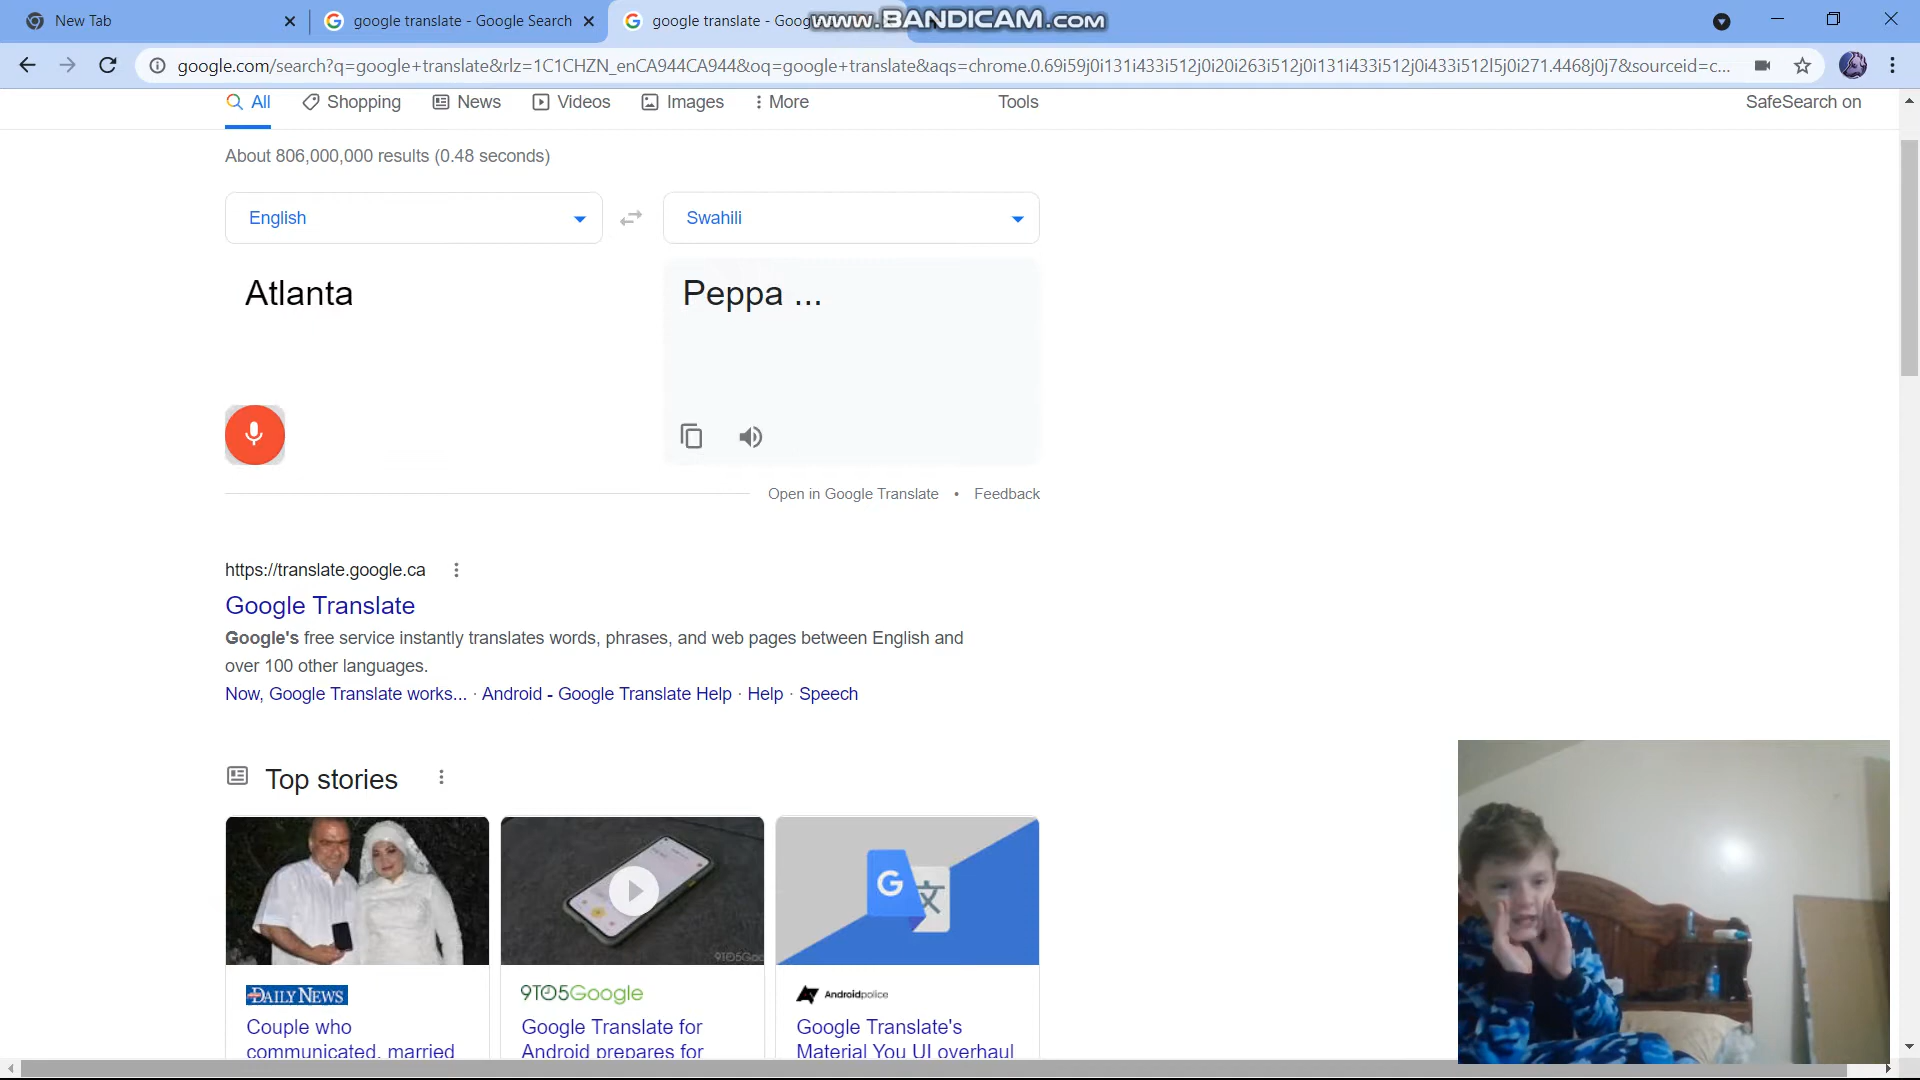 New Tab
google translate - Google Search
google translate - Goog
www.BANDICAM.com
google.com/search?q=google+translate&rlz=1C1CHZN_enCA944CA944&oq=google+translate&aqs=chrome.0.69i59j0i131i433i512j0i20i263i512j0i131i433i512j0i433i512l5j0i271.4468j0j7&sourceid=c...
All
Shopping
News
Videos
Images
More
Tools
SafeSearch on
About 806,000,000 results (0.48 seconds)
English
Swahili
Atlanta
Peppa ...
Open in Google Translate • Feedback
https://translate.google.ca
Google Translate
Google's free service instantly translates words, phrases, and web pages between English and
over 100 other languages.
Now, Google Translate works... · Android - Google Translate Help · Help · Speech
Top stories
G
文
9TO5Goo
DAILY NEWS
9TO5Google
Androidpolice
Couple who
communicated, married
Google Translate for
Android prepares for
Google Translate's
Material You UI overhaul